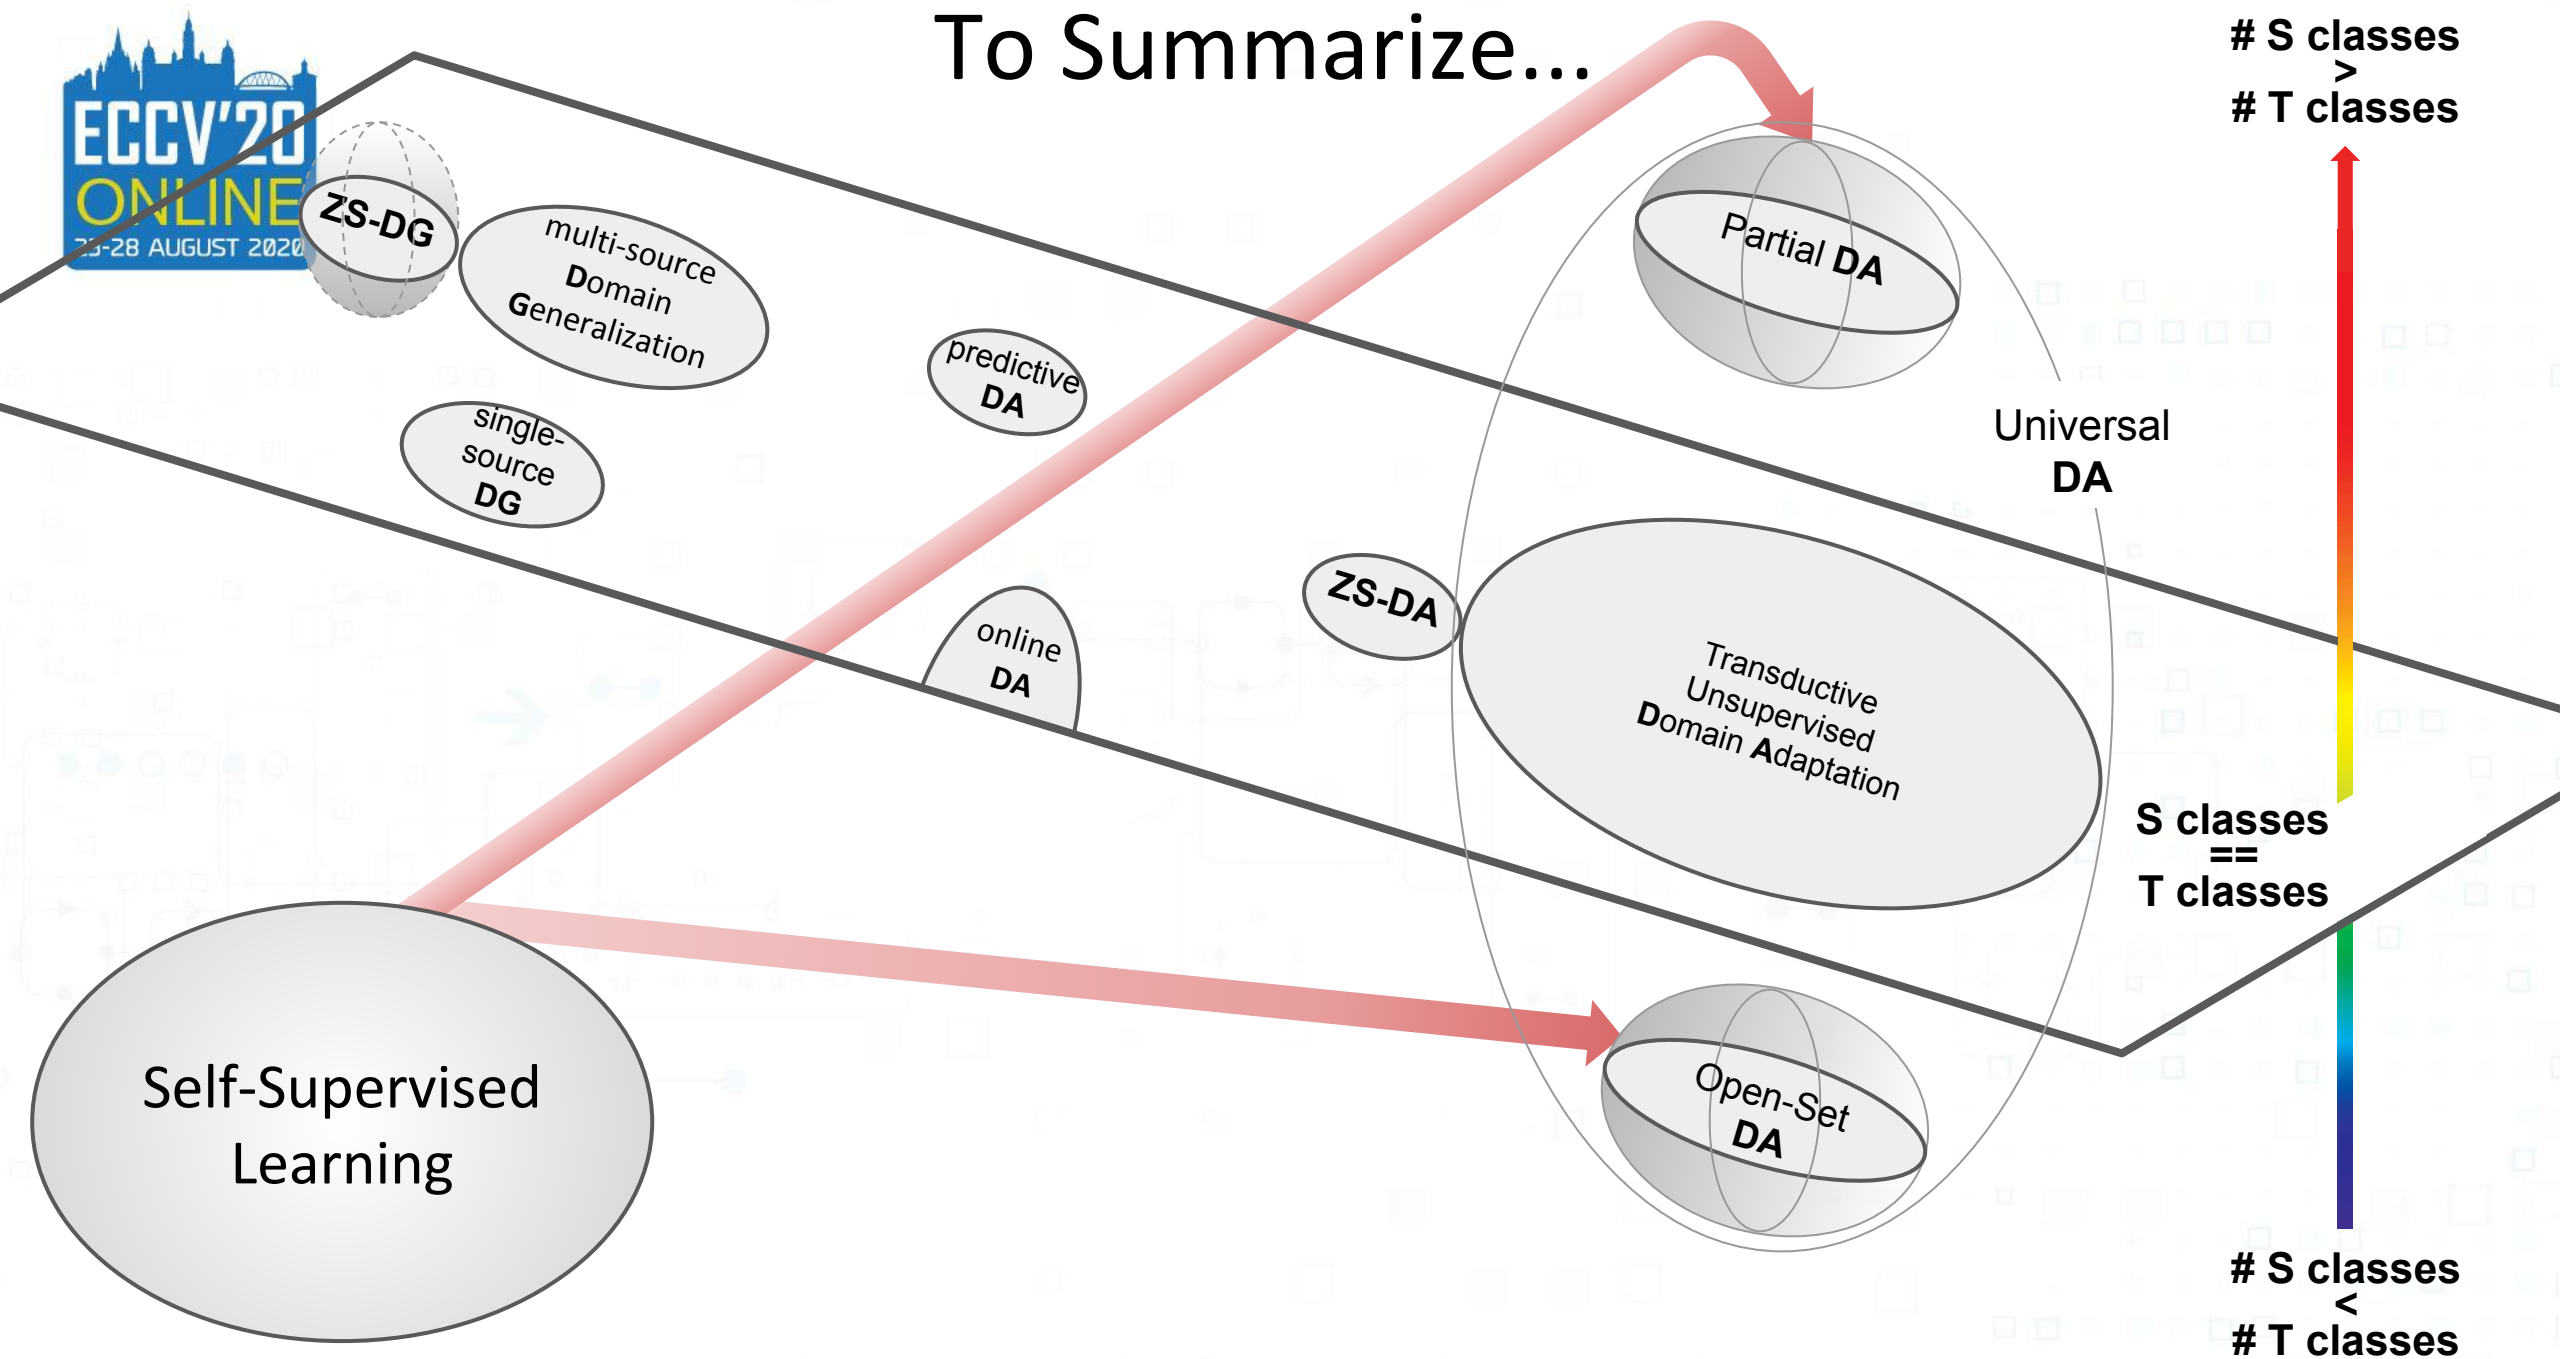 To Summarize...
ECCV'20
ONLINE
23-28 AUGUST 2020
ZS-DG
multi-source
Domain
Generalization
single-
source
DG
predictive
DA
online
DA
ZS-DA
Transductive
Unsupervised
Domain Adaptation
Partial DA
Universal
DA
Open-Set
DA
Self-Supervised
Learning
# S classes
>
# T classes
S classes
==
T classes
# S classes
<
# T classes